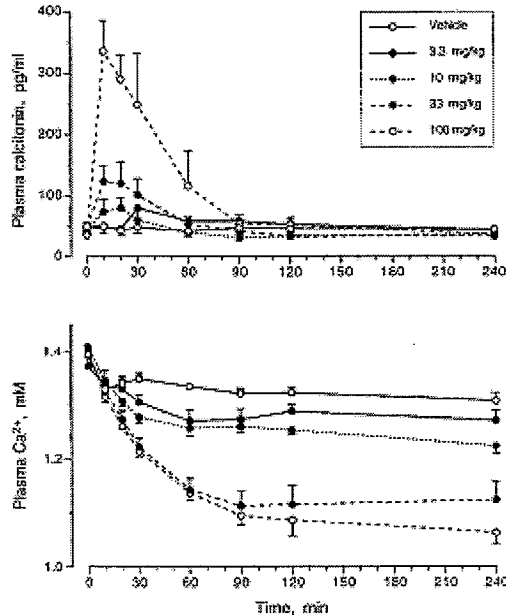 Vehicle
3.3 mg/kg
10 mg/kg
33 mg/kg
100 mg/kg
Plasma calcitonin, pg/ml
400
300
200
100
0
0 30 60 90 120 150 180 210 240
Plasma Ca2+, mM
1.4
1.2
1.0
0 30 60 90 120 150 180 210 240
Time, min